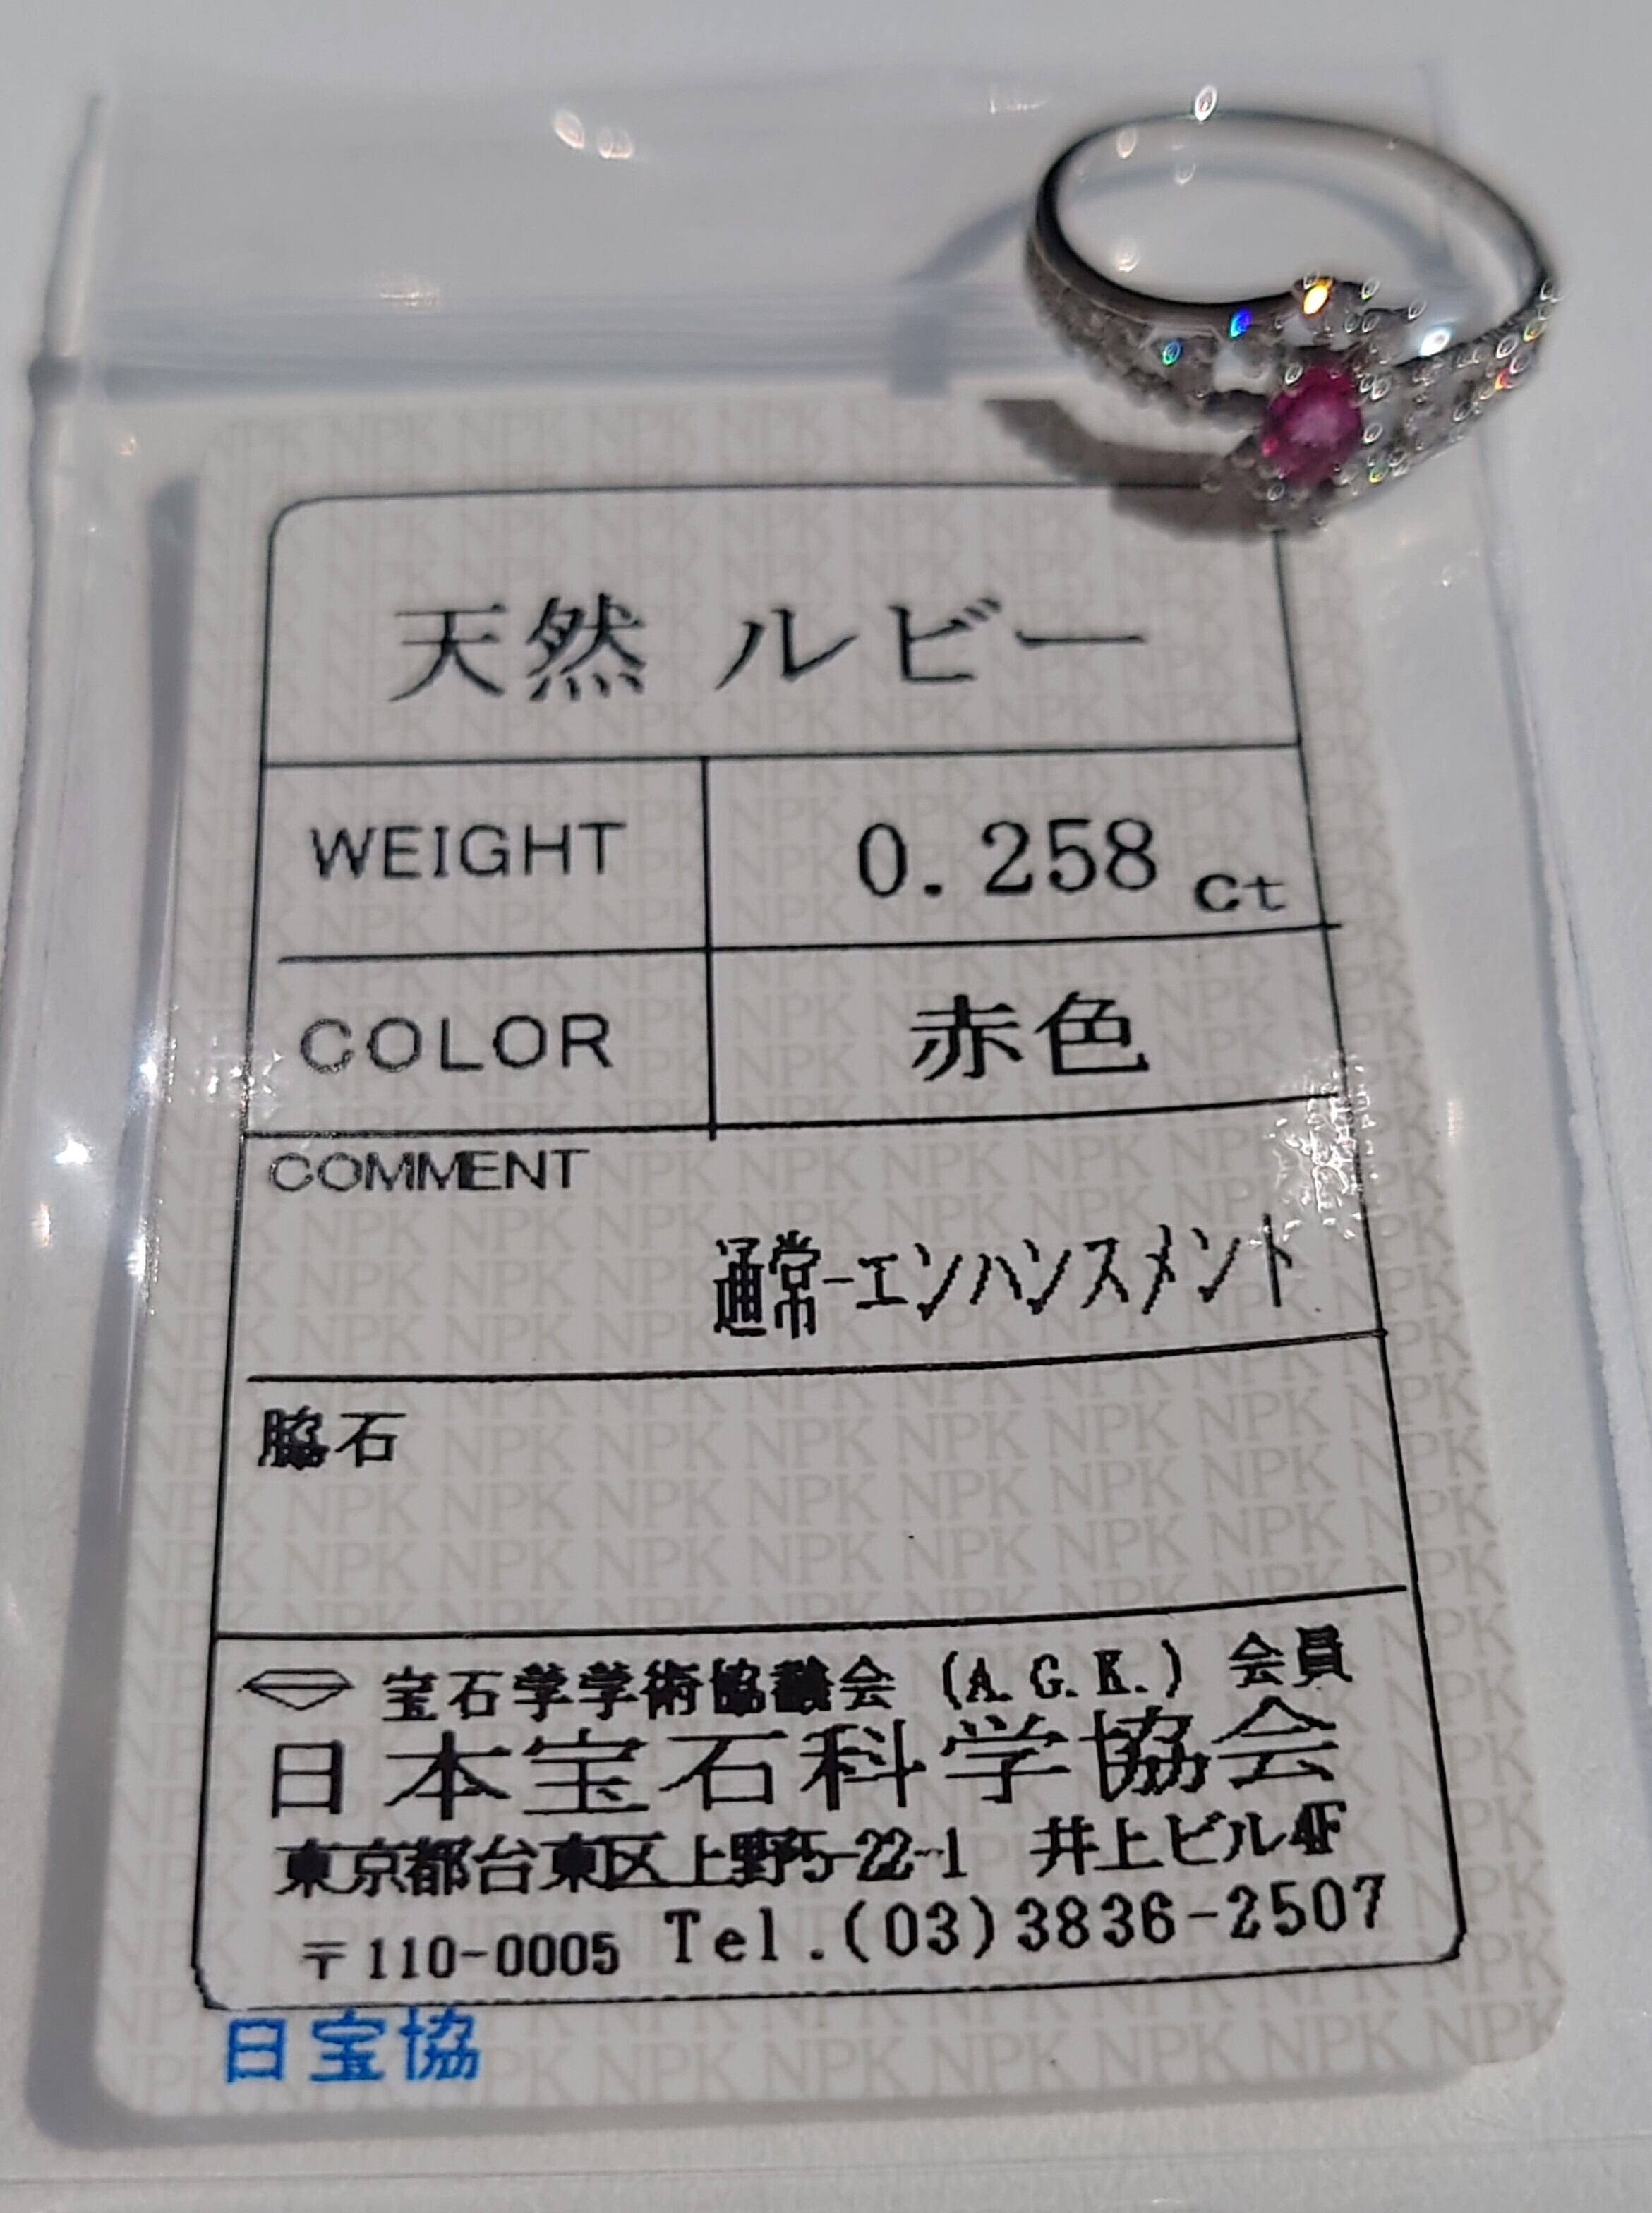 天然 ルビー
WEIGHT 0.258 ct
COLOR 赤色
COMMENT
通常-エンハンスメント
脇石
宝石学学術協議会 (A.G.K.) 会員
日本宝石科学協会
東京都台東区上野5-22-1 井上ビル4F
〒110-0005 Tel.(03)3836-2507
日宝協